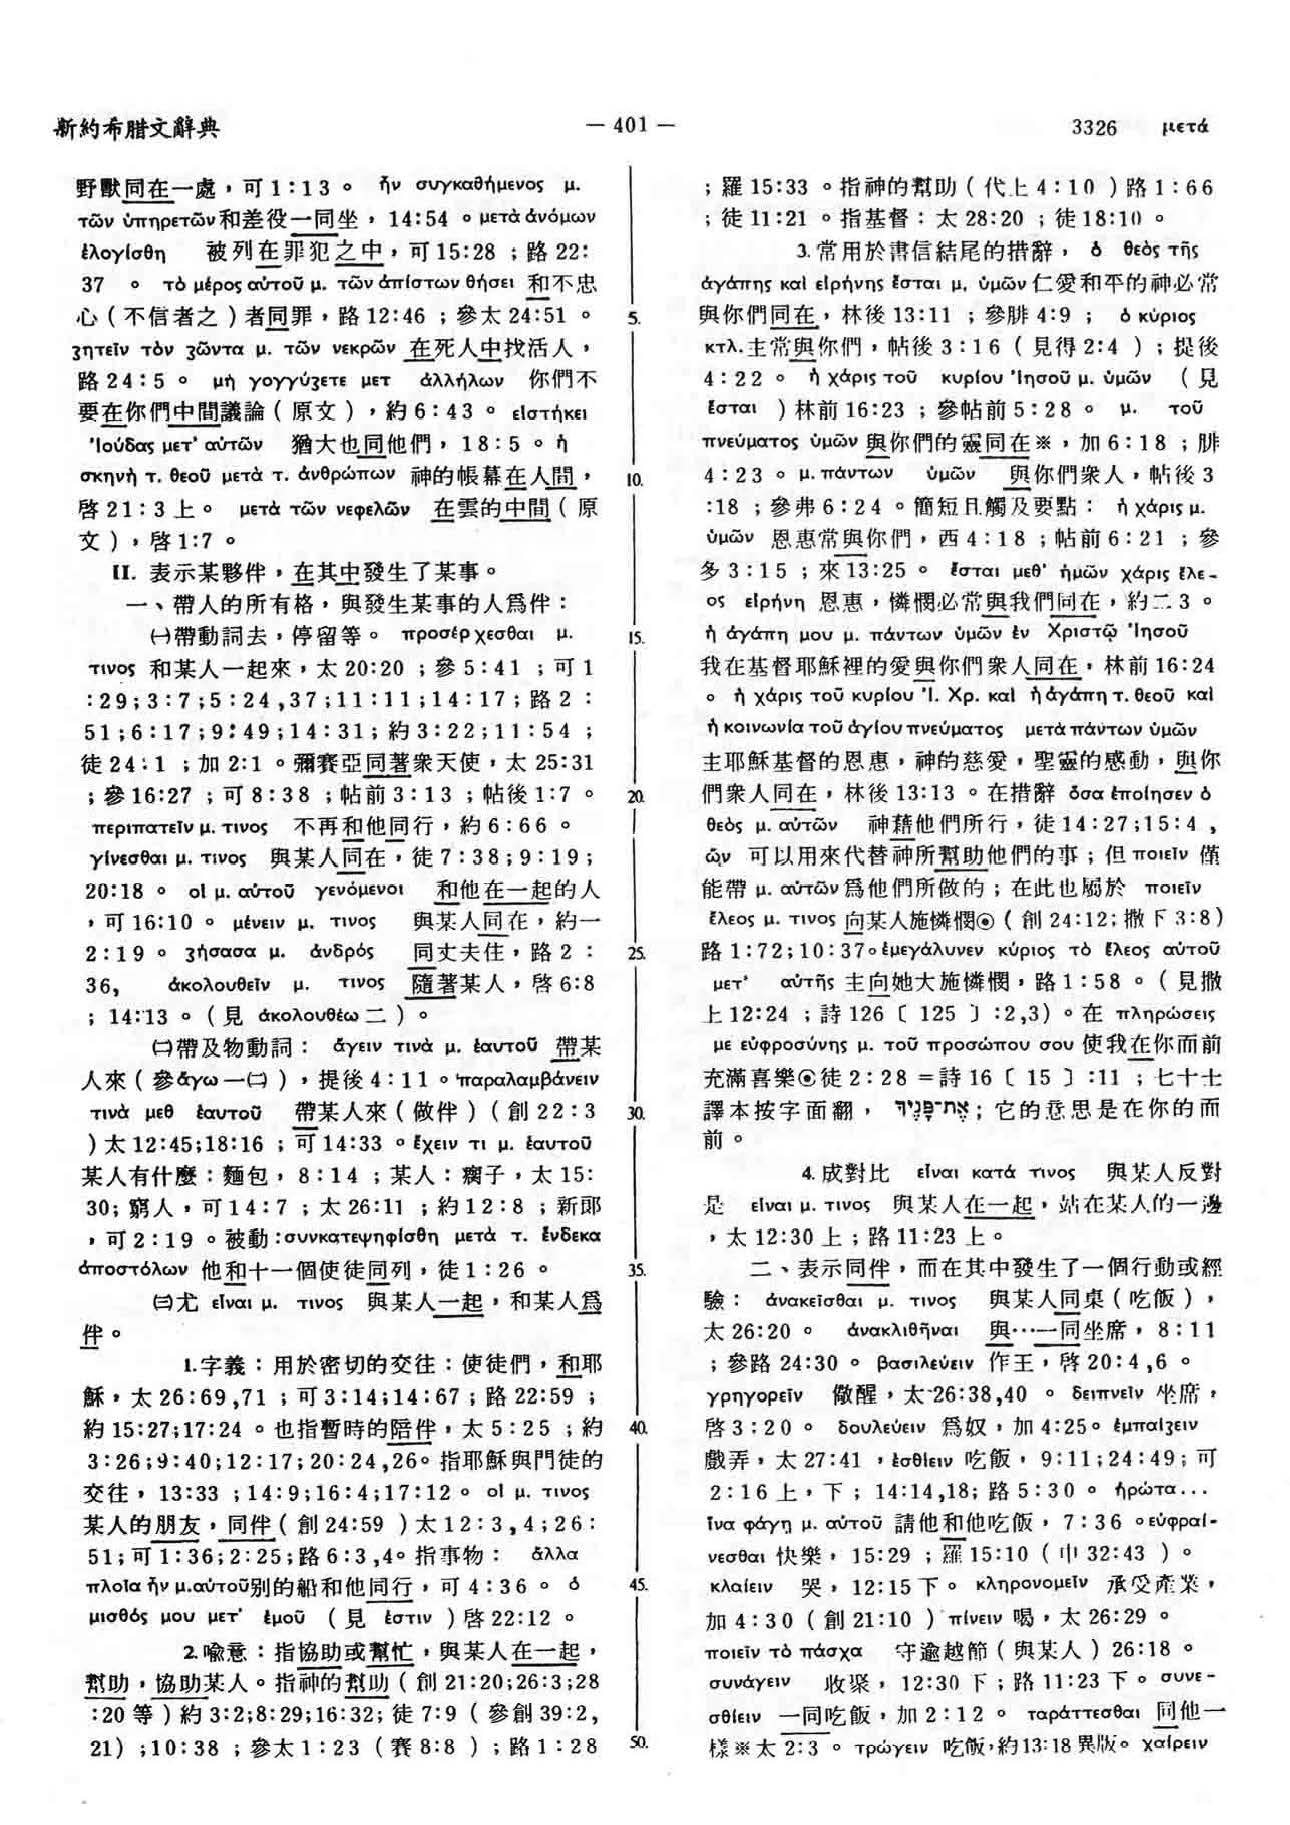 新約希腊文辭典
— 401 —
3326 μετά
野獸同在一處，可1:13。ἦν συγκαθήμενος μ.
τῶν ὑπηρετῶν和差役一同坐，14:54。μετὰ ἀνόμων
ἐλογίσθη 被列在罪犯之中，可15:28；路22:
37 。τὸ μέρος αὐτοῦ μ. τῶν ἀπίστων θήσει 和不忠
心（不信者之）者同罪，路12:46；參太24:51。
ζητεῖν τὸν ζῶντα μ. τῶν νεκρῶν 在死人中找活人，
路24:5。μὴ γογγύζετε μετ ἀλλήλων 你們不
要在你們中間議論（原文），約6:43。εἱστήκει
Ἰούδας μετ' αὐτῶν 猶大也同他們，18:5。ἡ
σκηνὴ τ. θεοῦ μετὰ τ. ἀνθρώπων 神的帳幕在人間，
啓21:3上。μετὰ τῶν νεφελῶν 在雲的中間（原
文），啓1:7。
II. 表示某夥伴，在其中發生了某事。
一、帶人的所有格，與發生某事的人爲伴：
㈠帶動詞去，停留等。προσέρχεσθαι μ.
τινος 和某人一起來，太20:20；參5:41；可1
:29;3:7;5:24,37;11:11;14:17;路2:
51;6:17;9:49;14:31;約3:22;11:54;
徒24:1；加2:1。彌賽亞同著衆天使，太25:31
；參16:27；可8:38；帖前3:13；帖後1:7。
περιπατεῖν μ. τινος 不再和他同行，約6:66。
γίνεσθαι μ. τινος 與某人同在，徒7:38;9:19;
20:18。οἱ μ. αὐτοῦ γενόμενοι 和他在一起的人
，可16:10。μένειν μ. τινος 與某人同在，約一
2:19。ζήσασα μ. ἀνδρός 同丈夫住，路2:
36, ἀκολουθεῖν μ. τινος 隨著某人，啓6:8
；14:13。（見 ἀκολουθέω 二）。
㈡帶及物動詞：ἄγειν τινὰ μ. ἑαυτοῦ 帶某
人來（參ἄγω一㈡），提後4:11。παραλαμβάνειν
τινὰ μεθ ἑαυτοῦ 帶某人來（做伴）（創22:3
）太12:45;18:16；可14:33。ἔχειν τι μ. ἑαυτοῦ
某人有什麼：麵包，8:14；某人：瘸子，太15:
30; 窮人，可14:7；太26:11；約12:8；新郎
，可2:19。被動：συνκατεψηφίσθη μετὰ τ. ἕνδεκα
ἀποστόλων 他和十一個使徒同列，徒1:26。
㈢尤 εἶναι μ. τινος 與某人一起，和某人爲
伴。
1.字義：用於密切的交往：使徒們，和耶
穌，太26:69,71；可3:14;14:67；路22:59；
約15:27;17:24。也指暫時的陪伴，太5:25；約
3:26;9:40;12:17;20:24,26。指耶穌與門徒的
交往，13:33；14:9;16:4;17:12。οἱ μ. τινος
某人的朋友，同伴（創24:59）太12:3,4;26:
51;可1:36;2:25;路6:3,4。指事物：ἄλλα
πλοῖα ἦν μ.αὐτοῦ别的船和他同行，可4:36。ὁ
μισθός μου μετ' ἐμοῦ （見 ἐστιν）啓22:12。
2.喻意：指協助或幫忙，與某人在一起，
幫助，協助某人。指神的幫助（創21:20;26:3;28
:20等）約3:2;8:29;16:32; 徒7:9（參創39:2,
21）;10:38；參太1:23（賽8:8）；路1:28
5.
10.
15.
20.
25.
30.
35.
40.
45.
50.
；羅15:33。指神的幫助（代上4:10）路1:66
；徒11:21。指基督：太28:20；徒18:10。
3.常用於書信結尾的措辭，ὁ θεὸς τῆς
ἀγάπης καὶ εἰρήνης ἔσται μ. ὑμῶν 仁愛和平的神必常
與你們同在，林後13:11；參腓4:9；ὁ κύριος
κτλ.主常與你們，帖後3:16（見得2:4）；提後
4:22。ἡ χάρις τοῦ κυρίου Ἰησοῦ μ. ὑμῶν （見
ἔσται）林前16:23；參帖前5:28。μ. τοῦ
πνεύματος ὑμῶν 與你們的靈同在※，加6:18；腓
4:23。μ. πάντων ὑμῶν 與你們衆人，帖後3
:18；參弗6:24。簡短且觸及要點：ἡ χάρις μ.
ὑμῶν 恩惠常與你們，西4:18；帖前6:21；參
多3:15；來13:25。ἔσται μεθ' ἡμῶν χάρις ἔλε-
ος εἰρήνη 恩惠，憐憫必常與我們同在，約二3。
ἡ ἀγάπη μου μ. πάντων ὑμῶν ἐν Χριστῷ Ἰησοῦ
我在基督耶穌裡的愛與你們衆人同在，林前16:24
。ἡ χάρις τοῦ κυρίου Ἰ. Χρ. καὶ ἡ ἀγάπη τ. θεοῦ καὶ
ἡ κοινωνία τοῦ ἁγίου πνεύματος μετὰ πάντων ὑμῶν
主耶穌基督的恩惠，神的慈愛，聖靈的感動，與你
們衆人同在，林後13:13。在措辭 ὅσα ἐποίησεν ὁ
θεὸς μ. αὐτῶν 神藉他們所行，徒14:27;15:4，
ὧν 可以用來代替神所幫助他們的事；但ποιεῖν 僅
能帶 μ. αὐτῶν爲他們所做的；在此也屬於 ποιεῖν
ἔλεος μ. τινος 向某人施憐憫⊙（創24:12;撒下3:8）
路1:72;10:37。ἐμεγάλυνεν κύριος τὸ ἔλεος αὐτοῦ
μετ' αὐτῆς 主向她大施憐憫，路1:58。（見撒
上12:24；詩126〔125〕:2,3）。在 πληρώσεις
με εὐφροσύνης μ. τοῦ προσώπου σου 使我在你面前
充滿喜樂⊙徒2:28＝詩16〔15〕:11；七十士
譯本按字面翻，אֶת־פָּנֶיךָ；它的意思是在你的面
前。
4.成對比 εἶναι κατά τινος 與某人反對
是 εἶναι μ. τινος 與某人在一起，站在某人的一邊
，太12:30上；路11:23上。
二、表示同伴，而在其中發生了一個行動或經
驗：ἀνακεῖσθαι μ. τινος 與某人同桌（吃飯），
太26:20。ἀνακλιθῆναι 與…一同坐席，8:11
；參路24:30。βασιλεύειν 作王，啓20:4,6。
γρηγορεῖν 儆醒，太26:38,40。δειπνεῖν 坐席，
啓3:20。δουλεύειν 爲奴，加4:25。ἐμπαίζειν
戲弄，太27:41，ἐσθίειν 吃飯，9:11;24:49;可
2:16上，下；14:14,18; 路5:30。ἠρώτα...
ἵνα φάγῃ μ. αὐτοῦ 請他和他吃飯，7:36。εὐφραί-
νεσθαι 快樂，15:29；羅15:10（申32:43）。
κλαίειν 哭，12:15下。κληρονομεῖν 承受產業，
加4:30（創21:10）πίνειν 喝，太26:29。
ποιεῖν τὸ πάσχα 守逾越節（與某人）26:18。
συνάγειν 收聚，12:30下；路11:23下。συνε-
σθίειν 一同吃飯，加2:12。ταράττεσθαι 同他一
樣※太2:3。τρώγειν 吃飯，約13:18異版。χαίρειν